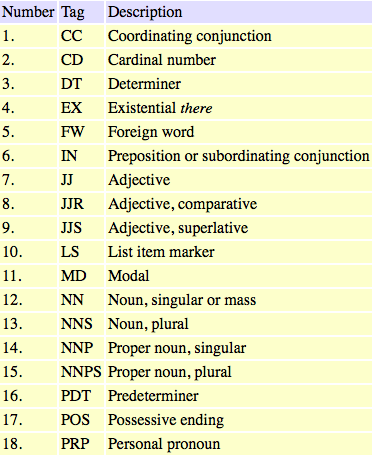 Number Tag Description
1. CC Coordinating conjunction
2. CD Cardinal number
3. DT Determiner
4. EX Existential there
5. FW Foreign word
6. IN Preposition or subordinating conjunction
7. JJ Adjective
8. JJR Adjective, comparative
9. JJS Adjective, superlative
10. LS List item marker
11. MD Modal
12. NN Noun, singular or mass
13. NNS Noun, plural
14. NNP Proper noun, singular
15. NNPS Proper noun, plural
16. PDT Predeterminer
17. POS Possessive ending
18. PRP Personal pronoun